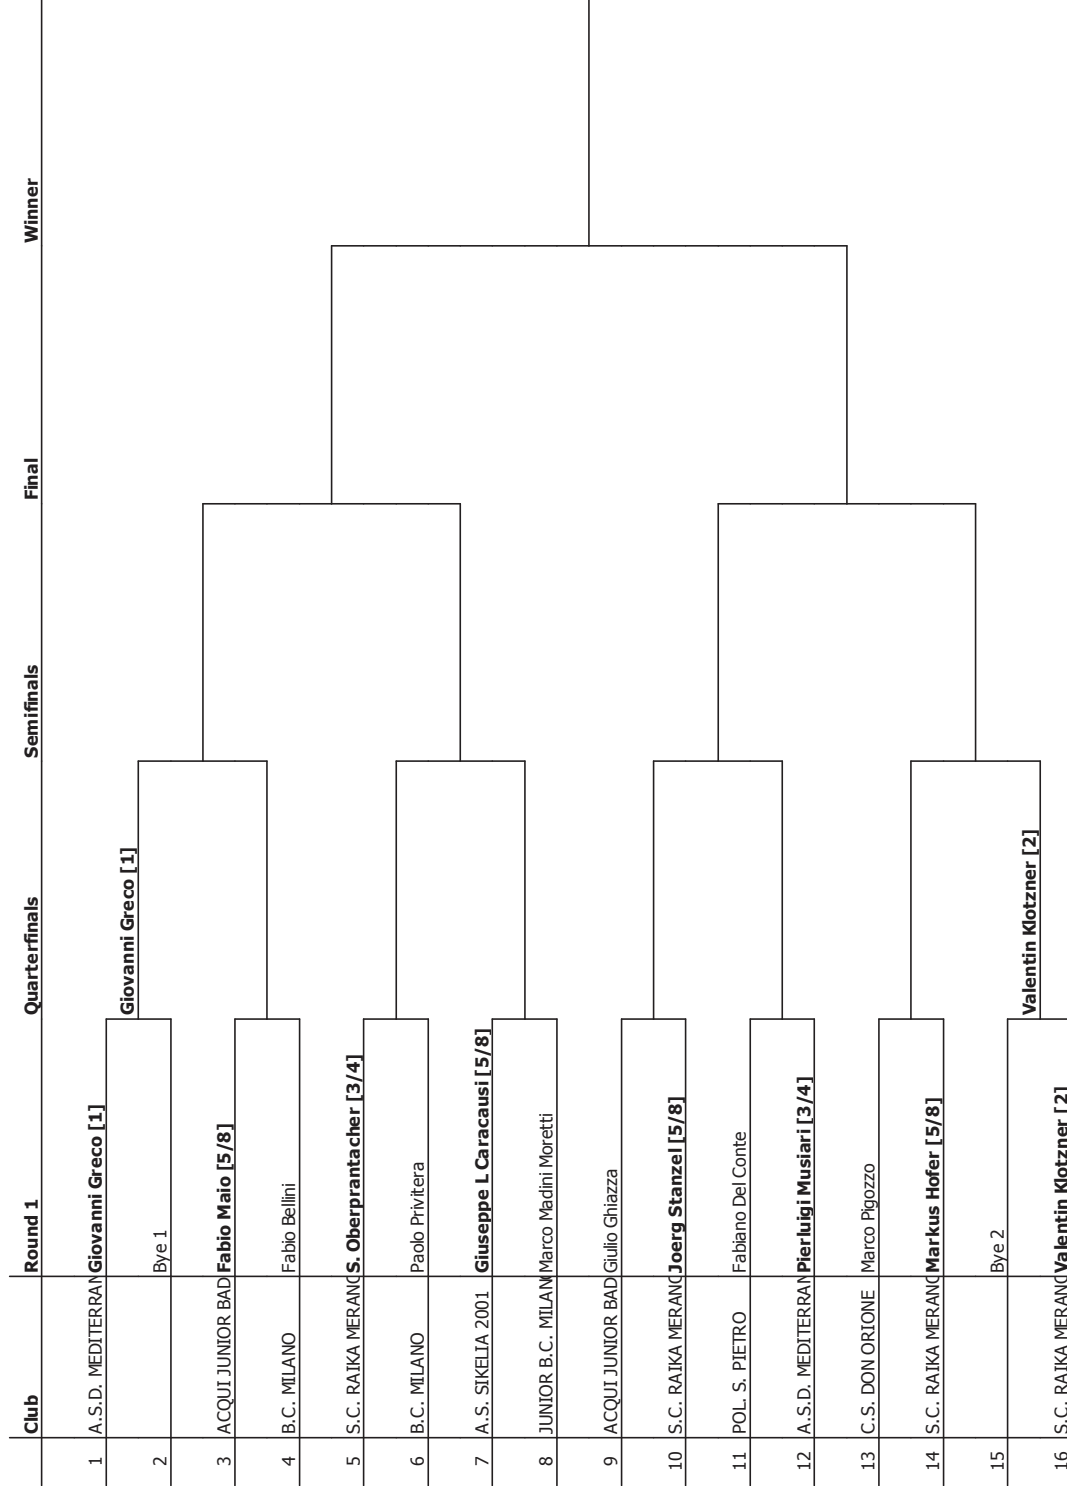 Club Round 1 Quarterfinals Semifinals Final Winner
1 A.S.D. MEDITERRAN Giovanni Greco [1]
Giovanni Greco [1]
2 Bye 1
3 ACQUI JUNIOR BAD Fabio Maio [5/8]
4 B.C. MILANO Fabio Bellini
5 S.C. RAIKA MERANO S. Oberprantacher [3/4]
6 B.C. MILANO Paolo Privitera
7 A.S. SIKELIA 2001 Giuseppe L Caracausi [5/8]
8 JUNIOR B.C. MILAN Marco Madini Moretti
9 ACQUI JUNIOR BAD Giulio Ghiazza
10 S.C. RAIKA MERANO Joerg Stanzel [5/8]
11 POL. S. PIETRO Fabiano Del Conte
12 A.S.D. MEDITERRAN Pierluigi Musiari [3/4]
13 C.S. DON ORIONE Marco Pigozzo
14 S.C. RAIKA MERANO Markus Hofer [5/8]
15 Bye 2
Valentin Klotzner [2]
16 S.C. RAIKA MERANO Valentin Klotzner [2]